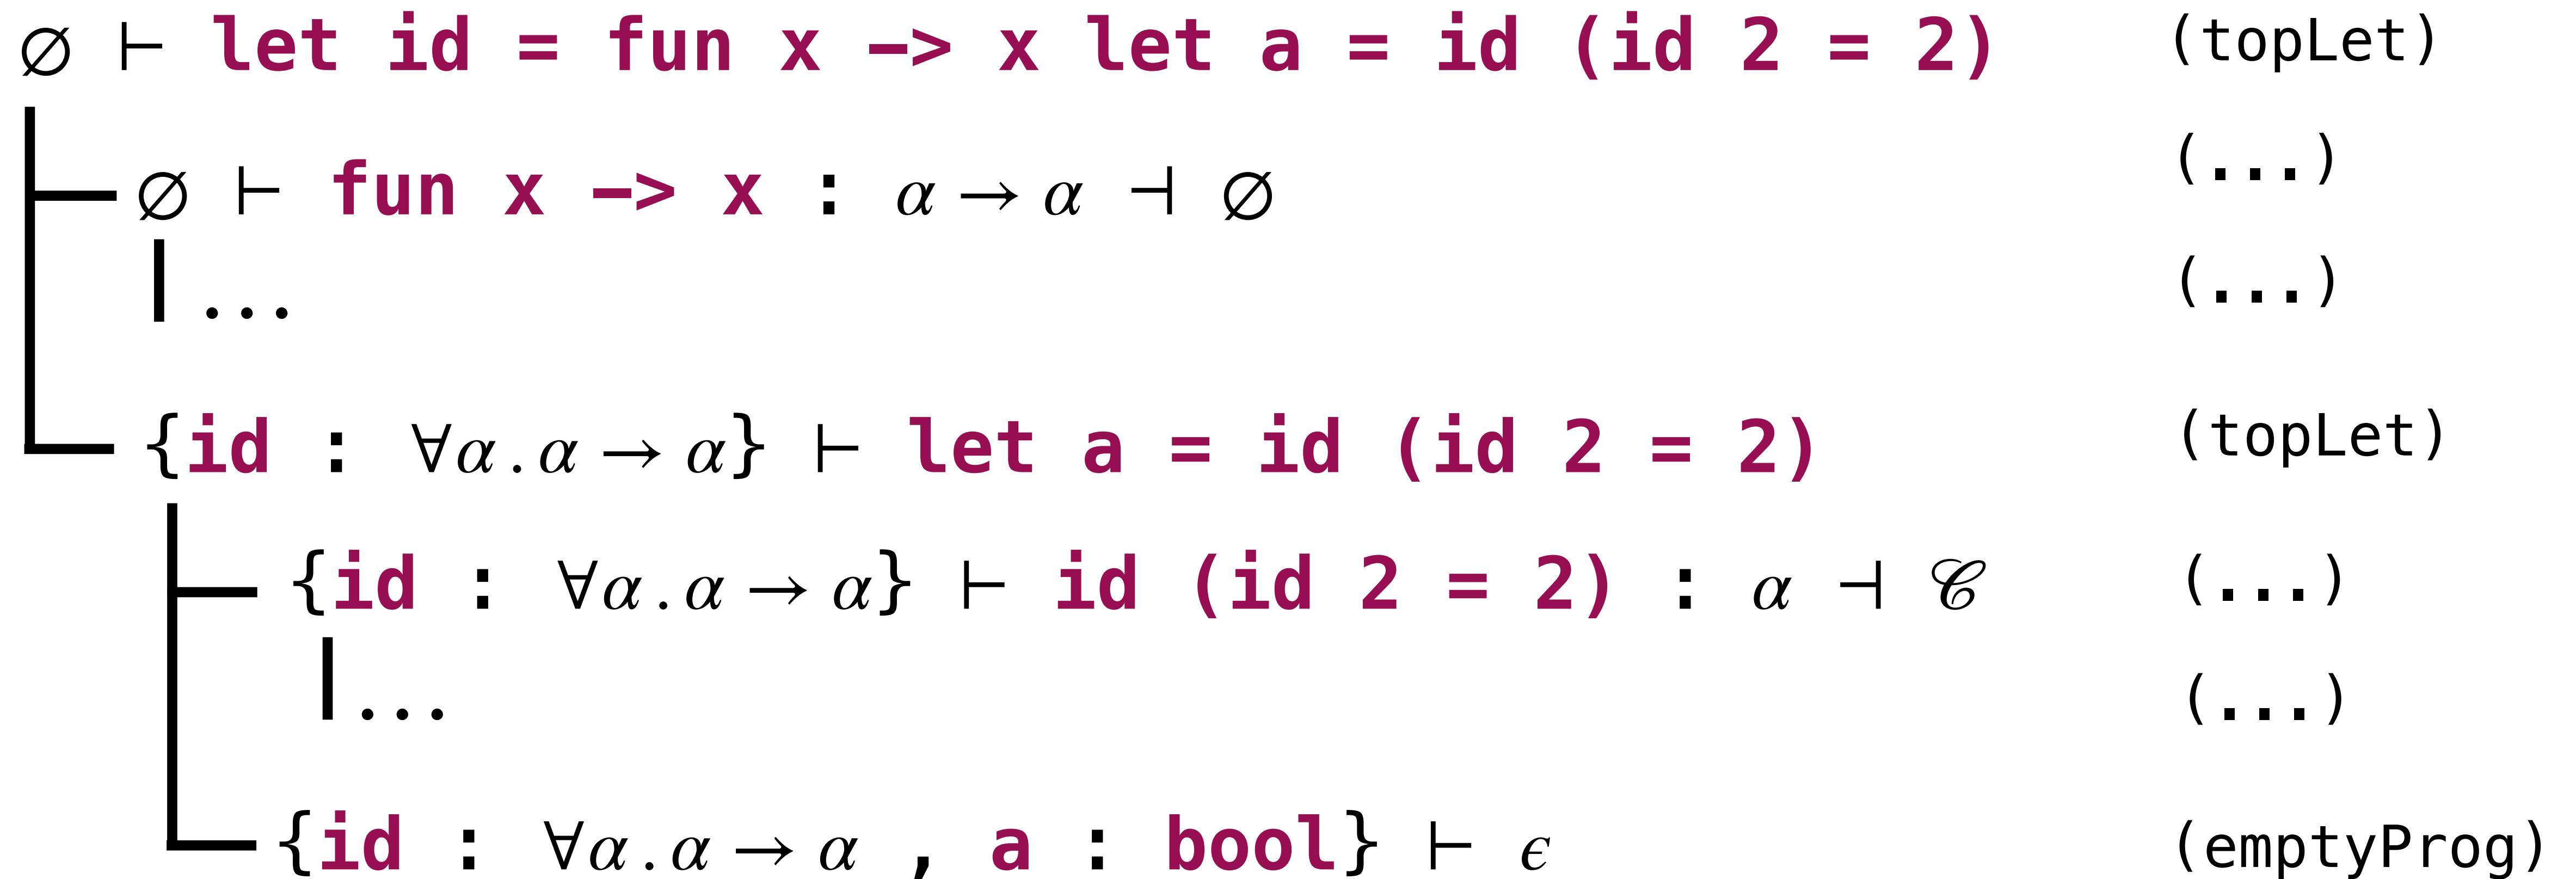 ∅ ⊢ let id = fun x –> x let a = id (id 2 = 2) (topLet)
∅ ⊢ fun x –> x : α → α ⊣ ∅ (...)
... (...)
{id : ∀α . α → α} ⊢ let a = id (id 2 = 2) (topLet)
{id : ∀α . α → α} ⊢ id (id 2 = 2) : α ⊣ 𝒞 (...)
... (...)
{id : ∀α . α → α , a : bool} ⊢ ϵ (emptyProg)